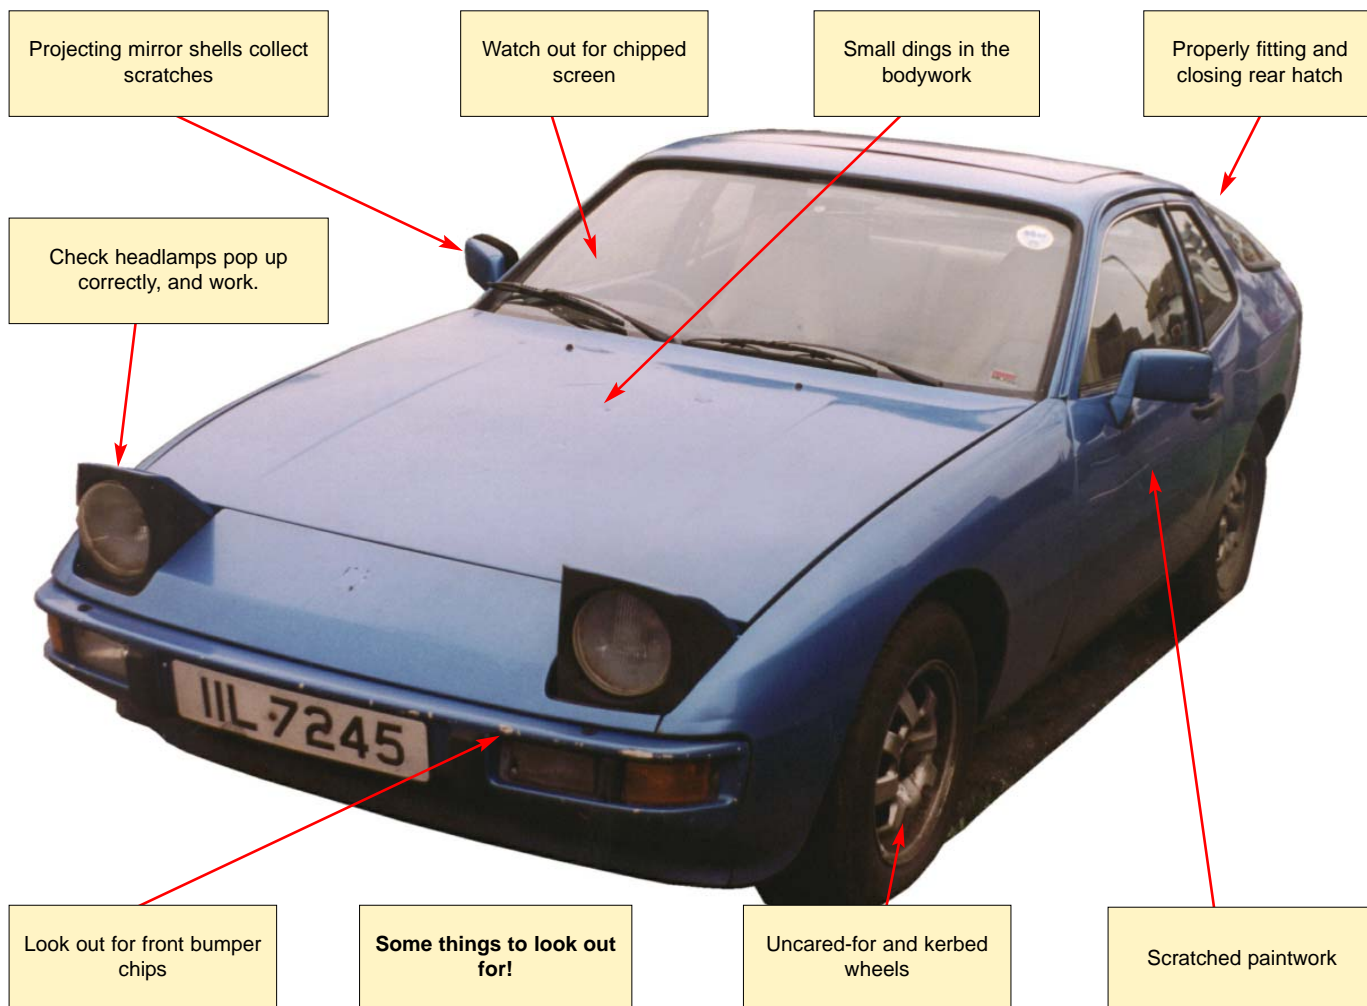 Projecting mirror shells collect
scratches
Watch out for chipped
screen
Small dings in the
bodywork
Properly fitting and
closing rear hatch
Check headlamps pop up
correctly, and work.
IIL 7245
Look out for front bumper
chips
Some things to look out
for!
Uncared-for and kerbed
wheels
Scratched paintwork